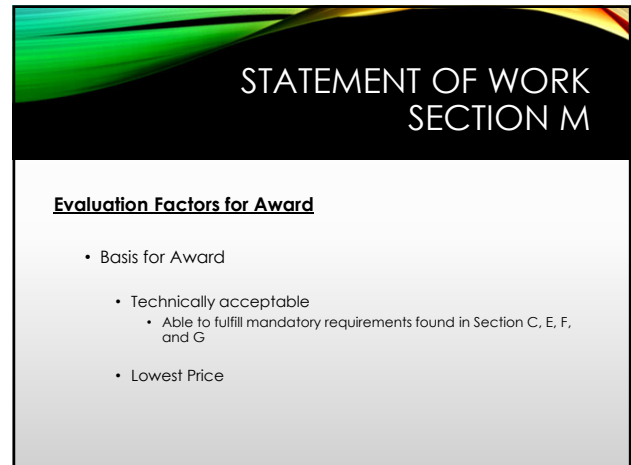 STATEMENT OF WORK
SECTION M
Evaluation Factors for Award
• Basis for Award
• Technically acceptable
• Able to fulfill mandatory requirements found in Section C, E, F,
and G
• Lowest Price